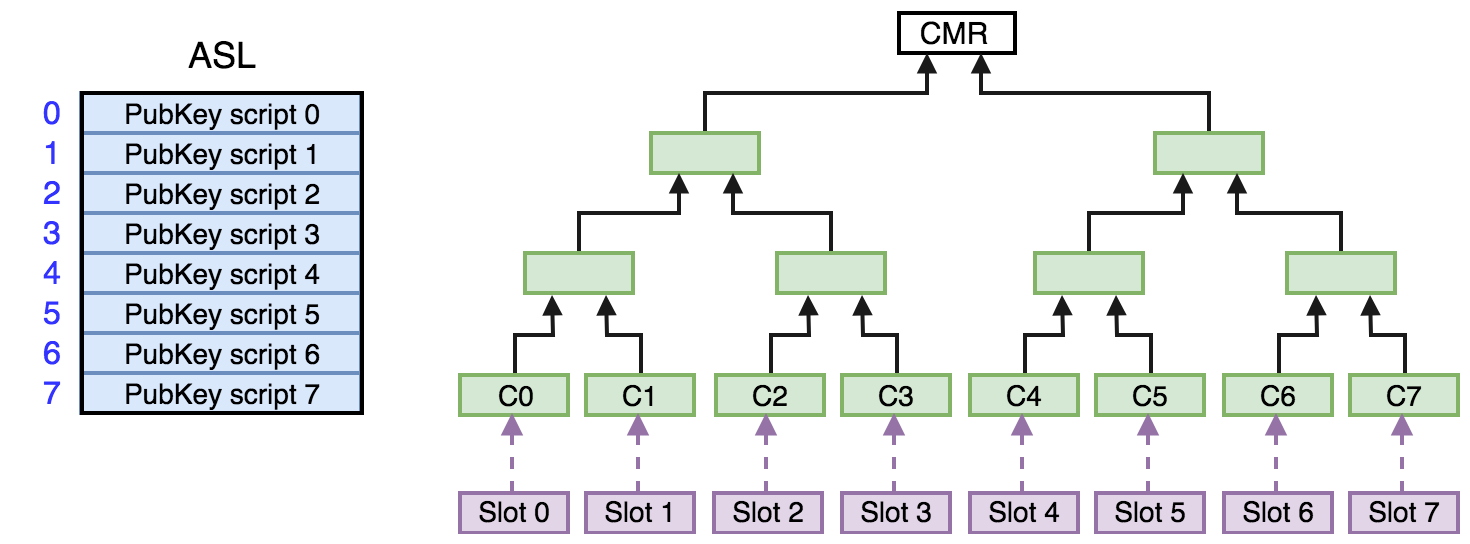 ASL
0 PubKey script 0
1 PubKey script 1
2 PubKey script 2
3 PubKey script 3
4 PubKey script 4
5 PubKey script 5
6 PubKey script 6
7 PubKey script 7
CMR
C0 C1 C2 C3 C4 C5 C6 C7
Slot 0 Slot 1 Slot 2 Slot 3 Slot 4 Slot 5 Slot 6 Slot 7